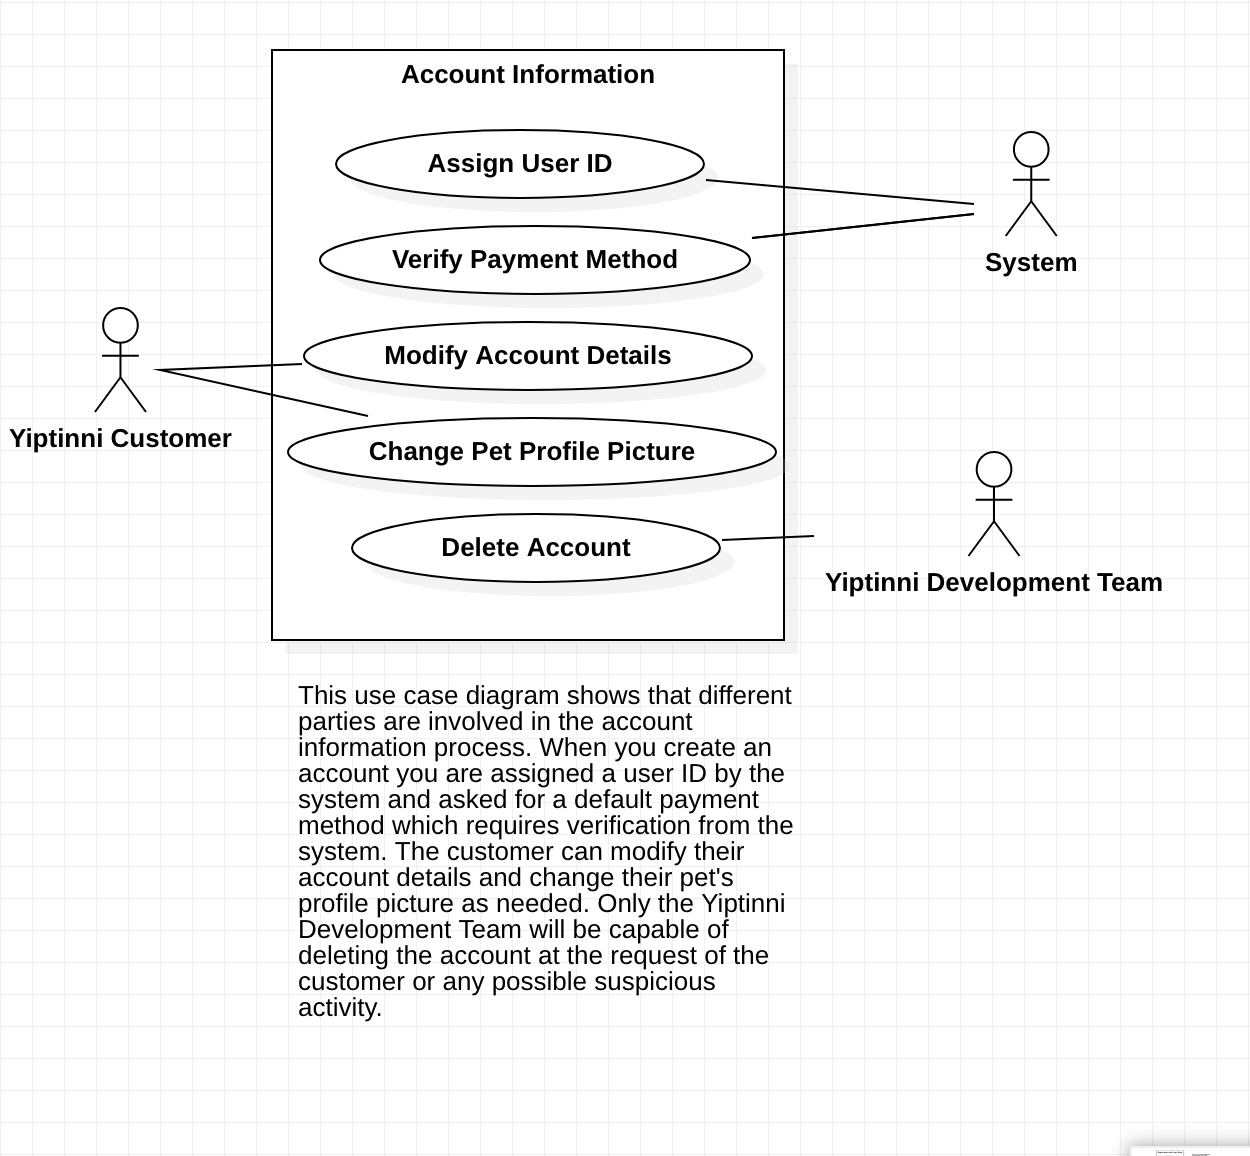 Account Information
Assign User ID
Verify Payment Method
System
Modify Account Details
Yiptinni Customer
Change Pet Profile Picture
Delete Account
Yiptinni Development Team
This use case diagram shows that different
parties are involved in the account
information process. When you create an
account you are assigned a user ID by the
system and asked for a default payment
method which requires verification from the
system. The customer can modify their
account details and change their pet's
profile picture as needed. Only the Yiptinni
Development Team will be capable of
deleting the account at the request of the
customer or any possible suspicious
activity.